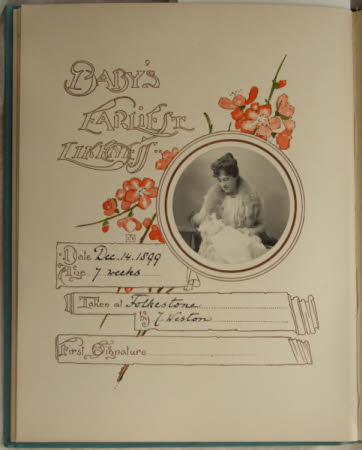 BABY'S
EARLIEST
LIKENESS
Date Dec. 14. 1899
Age. 7 weeks
Taken at Folkestone
by T. Weston
First Signature